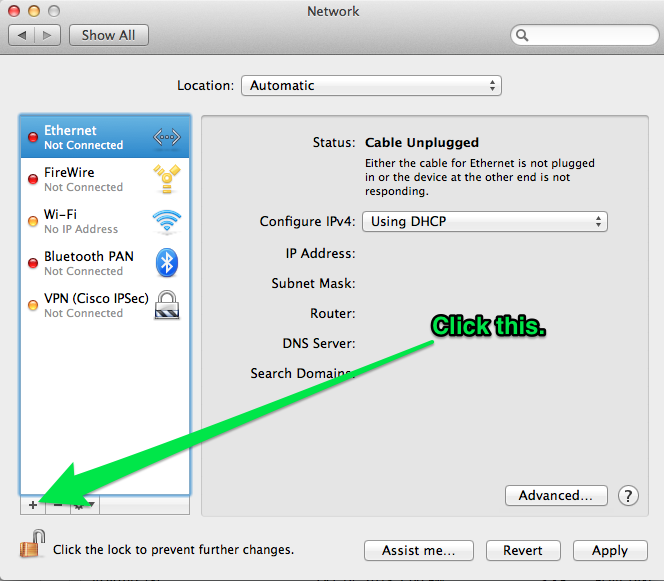 Network
Show All
Location: Automatic
Ethernet
Not Connected
FireWire
Not Connected
Wi-Fi
No IP Address
Bluetooth PAN
Not Connected
VPN (Cisco IPSec)
Not Connected
Status: Cable Unplugged
Either the cable for Ethernet is not plugged
in or the device at the other end is not
responding.
Configure IPv4: Using DHCP
IP Address:
Subnet Mask:
Router:
Click this.
DNS Server:
Search Domains:
Advanced... ?
Click the lock to prevent further changes.
Assist me... Revert Apply